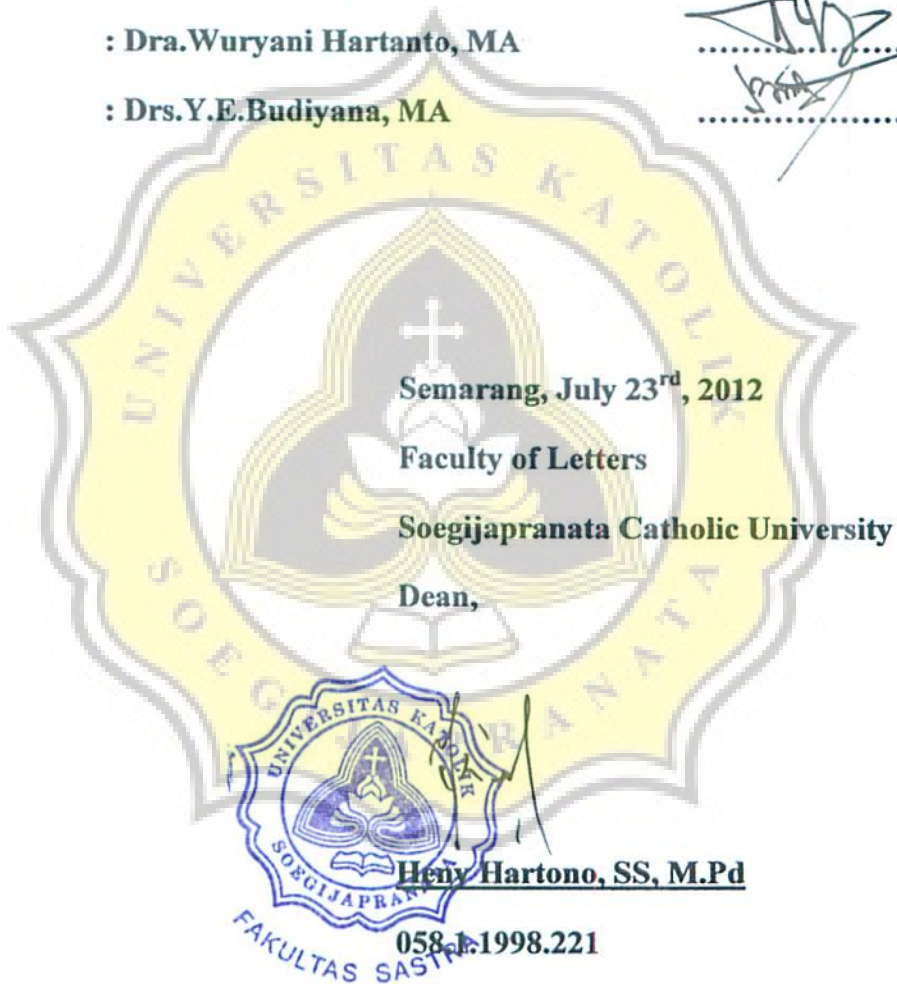 : Dra.Wuryani Hartanto, MA
: Drs.Y.E.Budiyana, MA
UNIVERSITAS KATOLIK
SOEGIJAPRANATA
Semarang, July 23rd, 2012
Faculty of Letters
Soegijapranata Catholic University
Dean,
UNIVERSITAS KATOLIK
SOEGIJAPRANATA
FAKULTAS SASTRA
Heny Hartono, SS, M.Pd
058.1.1998.221